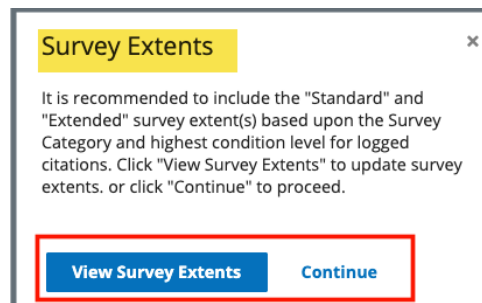 Survey Extents ×
It is recommended to include the "Standard" and
"Extended" survey extent(s) based upon the Survey
Category and highest condition level for logged
citations. Click "View Survey Extents" to update survey
extents. or click "Continue" to proceed.
View Survey Extents Continue